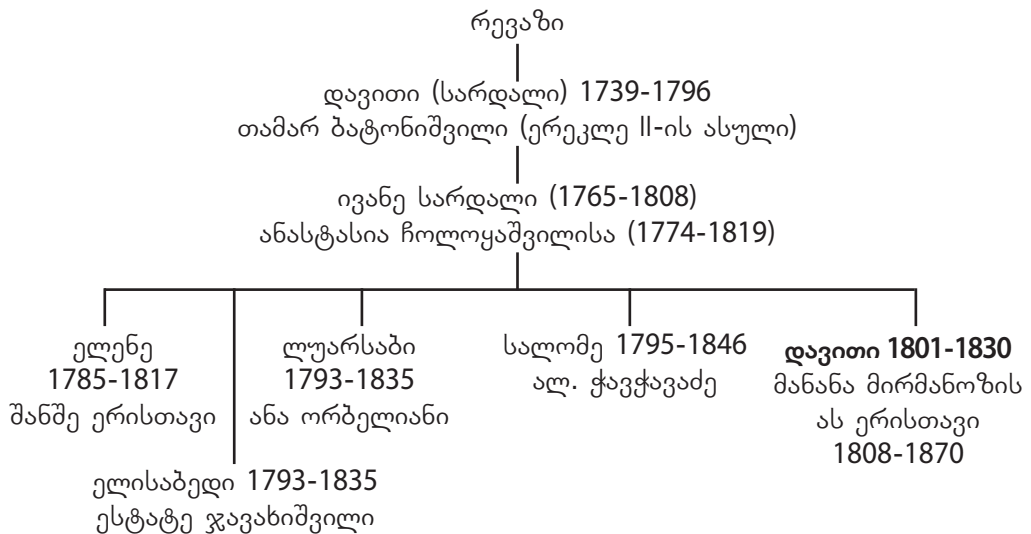 რევაზი
დავითი (სარდალი) 1739-1796
თამარ ბატონიშვილი (ერეკლე II-ის ასული)
ივანე სარდალი (1765-1808)
ანასტასია ჩოლოყაშვილისა (1774-1819)
ელენე
1785-1817
შანშე ერისთავი
ელისაბედი 1793-1835
ესტატე ჯავახიშვილი
ლუარსაბი
1793-1835
ანა ორბელიანი
სალომე 1795-1846
ალ. ჭავჭავაძე
დავითი 1801-1830
მანანა მირმანოზის
ას ერისთავი
1808-1870